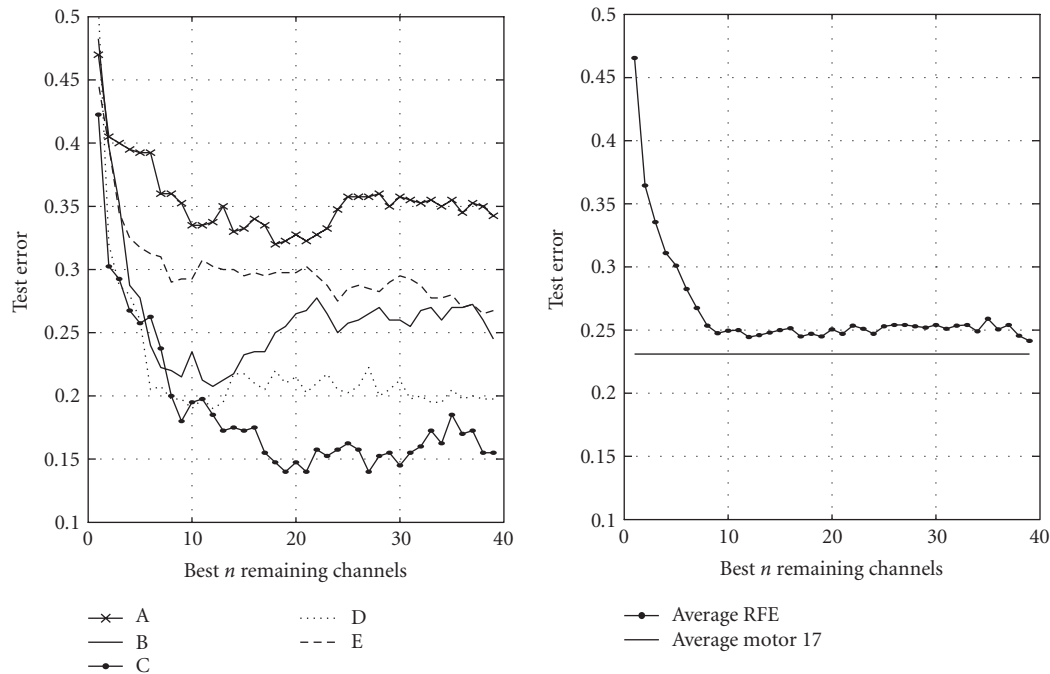 0.5
0.45
0.4
0.35
0.3
0.25
0.2
0.15
0.1
Test error
0
10
20
30
40
Best n remaining channels
A
B
C
D
E
0.5
0.45
0.4
0.35
0.3
0.25
0.2
0.15
0.1
Test error
0
10
20
30
40
Best n remaining channels
Average RFE
Average motor 17